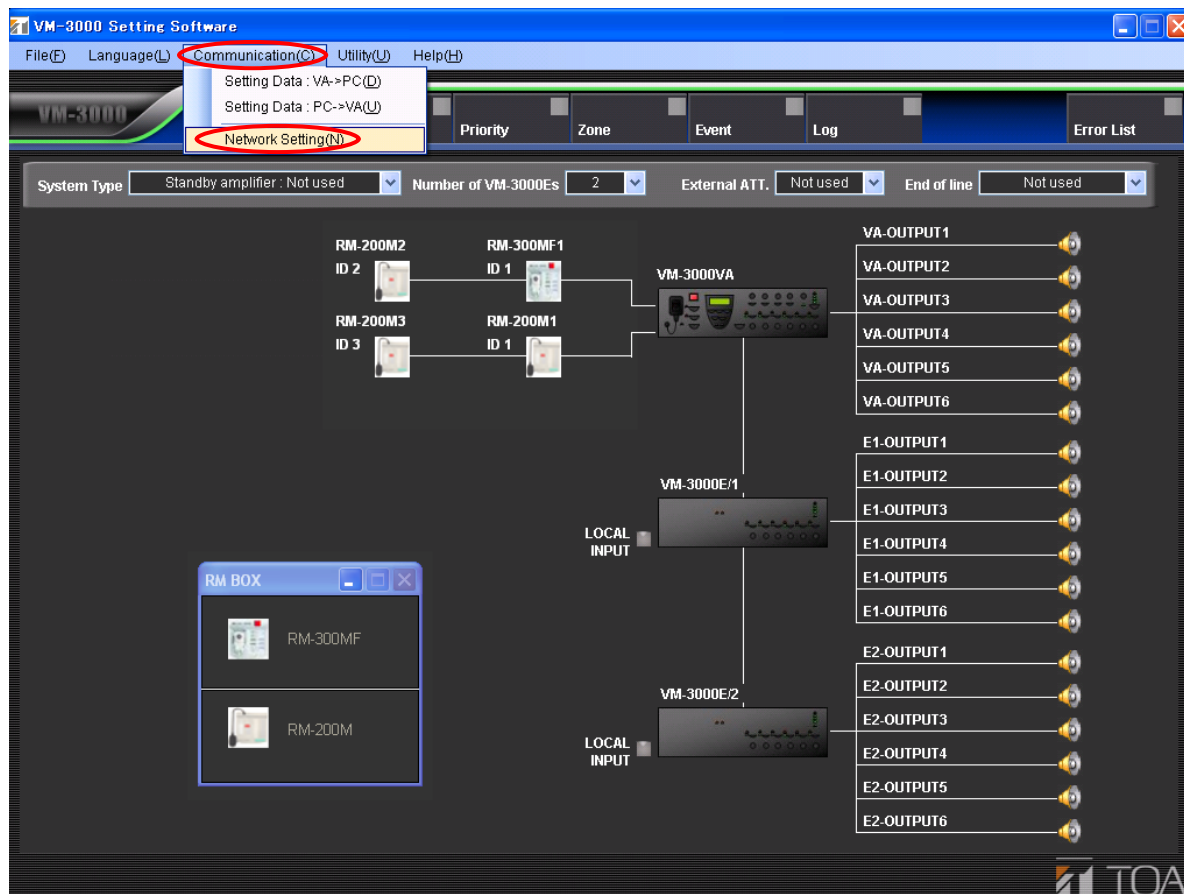 VM-3000 Setting Software
File(F) Language(L) Communication(C) Utility(U) Help(H)
Setting Data : VA->PC(D)
Setting Data : PC->VA(U)
Network Setting(N)
VM-3000
Priority Zone Event Log Error List
System Type Standby amplifier : Not used Number of VM-3000Es 2 External ATT. Not used End of line Not used
RM-200M2
ID 2
RM-300MF1
ID 1
RM-200M3
ID 3
RM-200M1
ID 1
VM-3000VA
VA-OUTPUT1
VA-OUTPUT2
VA-OUTPUT3
VA-OUTPUT4
VA-OUTPUT5
VA-OUTPUT6
VM-3000E/1
LOCAL
INPUT
E1-OUTPUT1
E1-OUTPUT2
E1-OUTPUT3
E1-OUTPUT4
E1-OUTPUT5
E1-OUTPUT6
RM BOX
RM-300MF
RM-200M
VM-3000E/2
LOCAL
INPUT
E2-OUTPUT1
E2-OUTPUT2
E2-OUTPUT3
E2-OUTPUT4
E2-OUTPUT5
E2-OUTPUT6
TOA